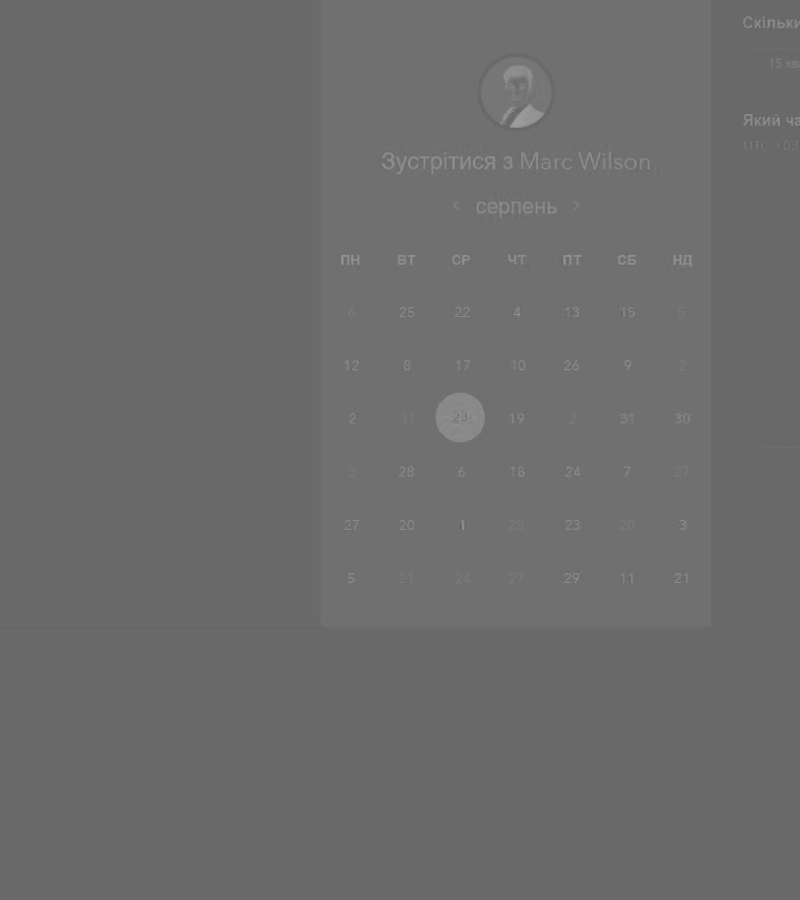 Скільки
15 хв
Який ча
UTC +03
Зустрітися з Marc Wilson
серпень
ПН ВТ СР ЧТ ПТ СБ НД
6 25 22 4 13 15 5
12 8 17 10 26 9 2
2 31 19 2 31 30
3 28 6 18 24 7 27
27 20 1 28 23 20 3
5 21 24 27 29 11 21